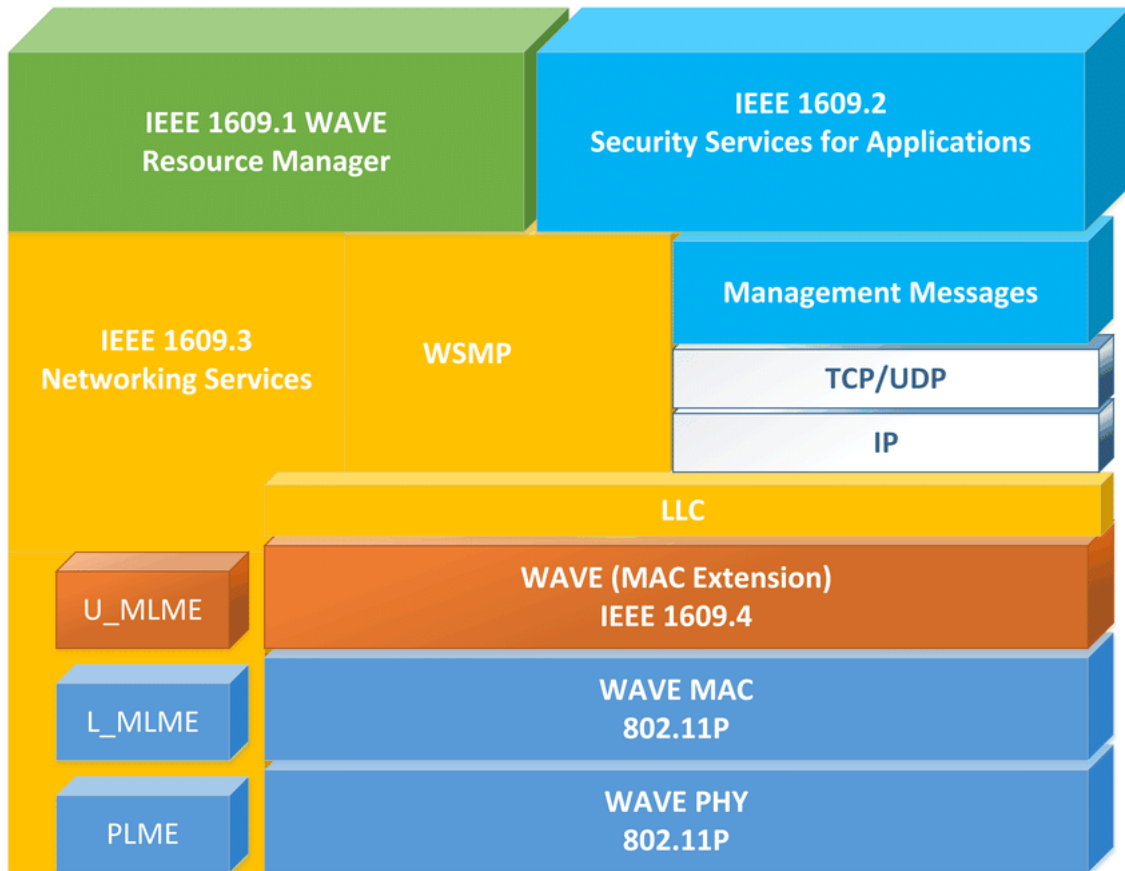 IEEE 1609.1 WAVE
Resource Manager
IEEE 1609.2
Security Services for Applications
IEEE 1609.3
Networking Services
WSMP
Management Messages
TCP/UDP
IP
LLC
U_MLME
WAVE (MAC Extension)
IEEE 1609.4
L_MLME
WAVE MAC
802.11P
PLME
WAVE PHY
802.11P